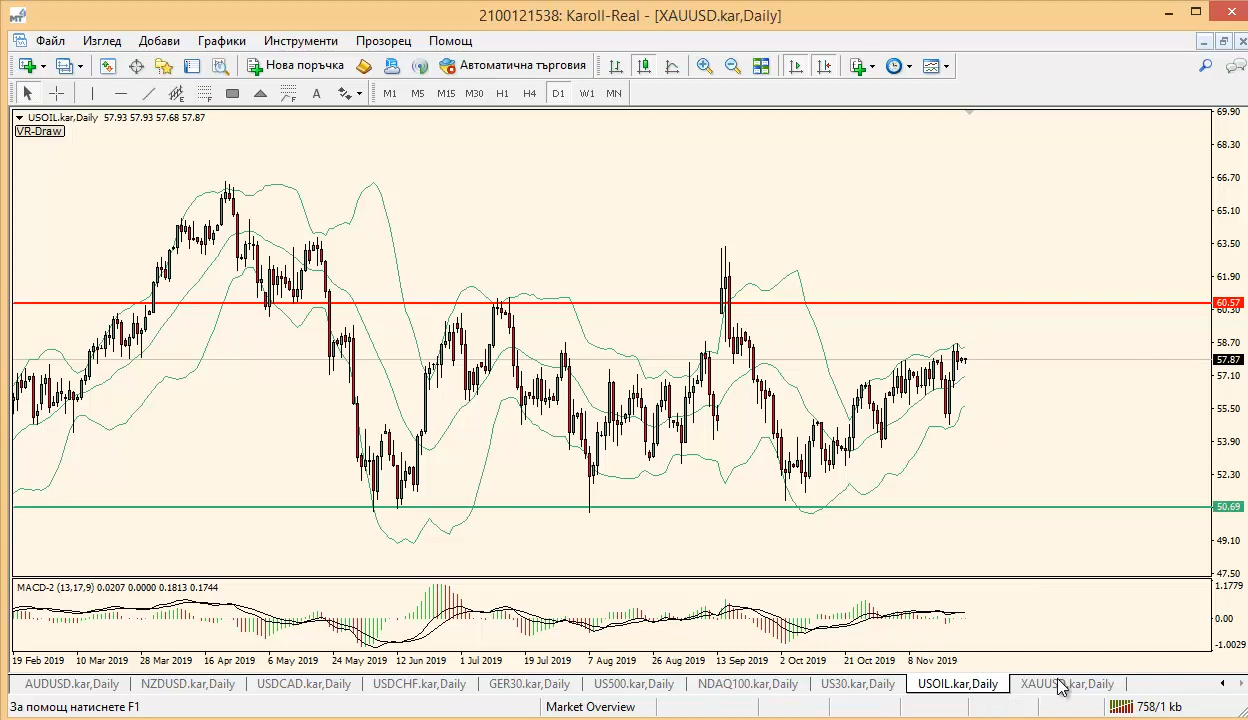 2100121538: Karoll-Real - [XAUUSD.kar,Daily]
Файл Изглед Добави Графики Инструменти Прозорец Помощ
Нова поръчка Автоматична търговия
A M1 M5 M15 M30 H1 H4 D1 W1 MN
USOIL.kar,Daily 57.93 57.93 57.68 57.87
VR-Draw
69.90
68.30
66.70
65.10
63.50
61.90
60.57
60.30
58.70
57.87
57.10
55.50
53.90
52.30
50.69
49.10
47.50
MACD-2 (13,17,9) 0.0207 0.0000 0.1813 0.1744
1.1779
0.00
-1.0029
19 Feb 2019 10 Mar 2019 28 Mar 2019 16 Apr 2019 6 May 2019 24 May 2019 12 Jun 2019 1 Jul 2019 19 Jul 2019 7 Aug 2019 26 Aug 2019 13 Sep 2019 2 Oct 2019 21 Oct 2019 8 Nov 2019
AUDUSD.kar,Daily NZDUSD.kar,Daily USDCAD.kar,Daily USDCHF.kar,Daily GER30.kar,Daily US500.kar,Daily NDAQ100.kar,Daily US30.kar,Daily USOIL.kar,Daily XAUUSD.kar,Daily
За помощ натиснете F1 Market Overview 758/1 kb